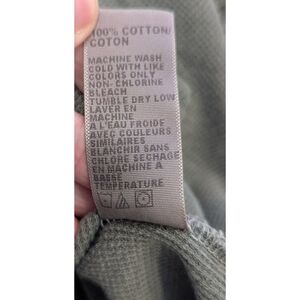 100% COTTON/
COTON
MACHINE WASH
COLD WITH LIKE
COLORS ONLY
NON-CHLORINE
BLEACH
TUMBLE DRY LOW
LAVER EN
MACHINE
A L'EAU FROIDE
AVEC COULEURS
SIMILAIRES
BLANCHIR SANS
CHLORE SECHAGE
EN MACHINE A
BASSE
TEMPERATURE